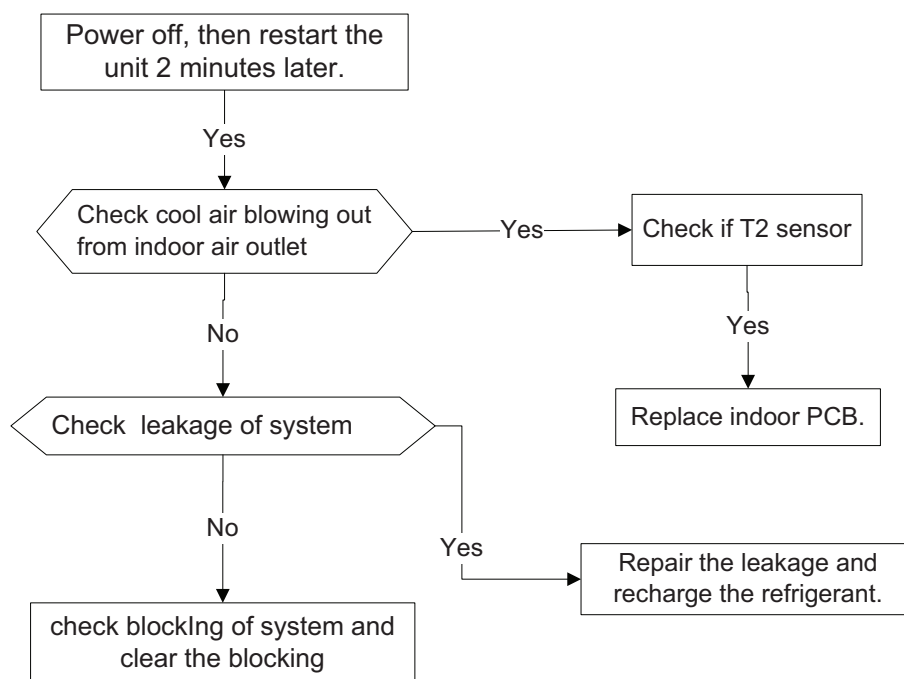 Power off, then restart the
unit 2 minutes later.
Yes
Check cool air blowing out
from indoor air outlet
Yes
Check if T2 sensor
No
Yes
Replace indoor PCB.
Check leakage of system
No
Yes
Repair the leakage and
recharge the refrigerant.
check blockIng of system and
clear the blocking